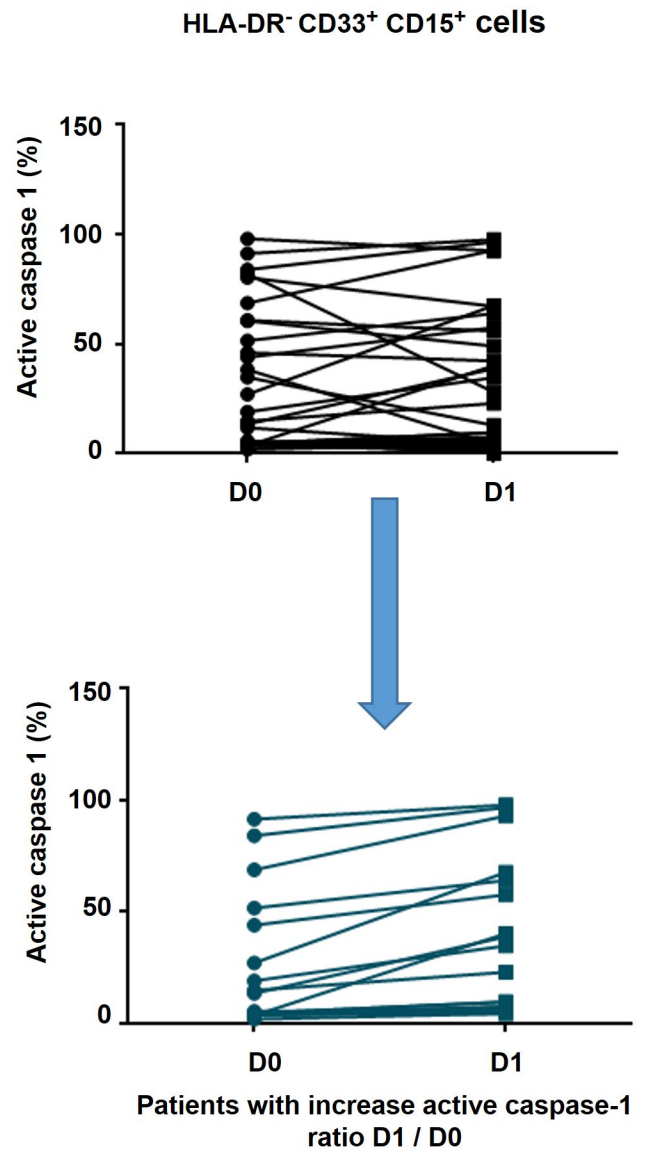 HLA-DR⁻ CD33⁺ CD15⁺ cells
Active caspase 1 (%)
150
100
50
0
D0 D1
Active caspase 1 (%)
150
100
50
0
D0 D1
Patients with increase active caspase-1
ratio D1 / D0